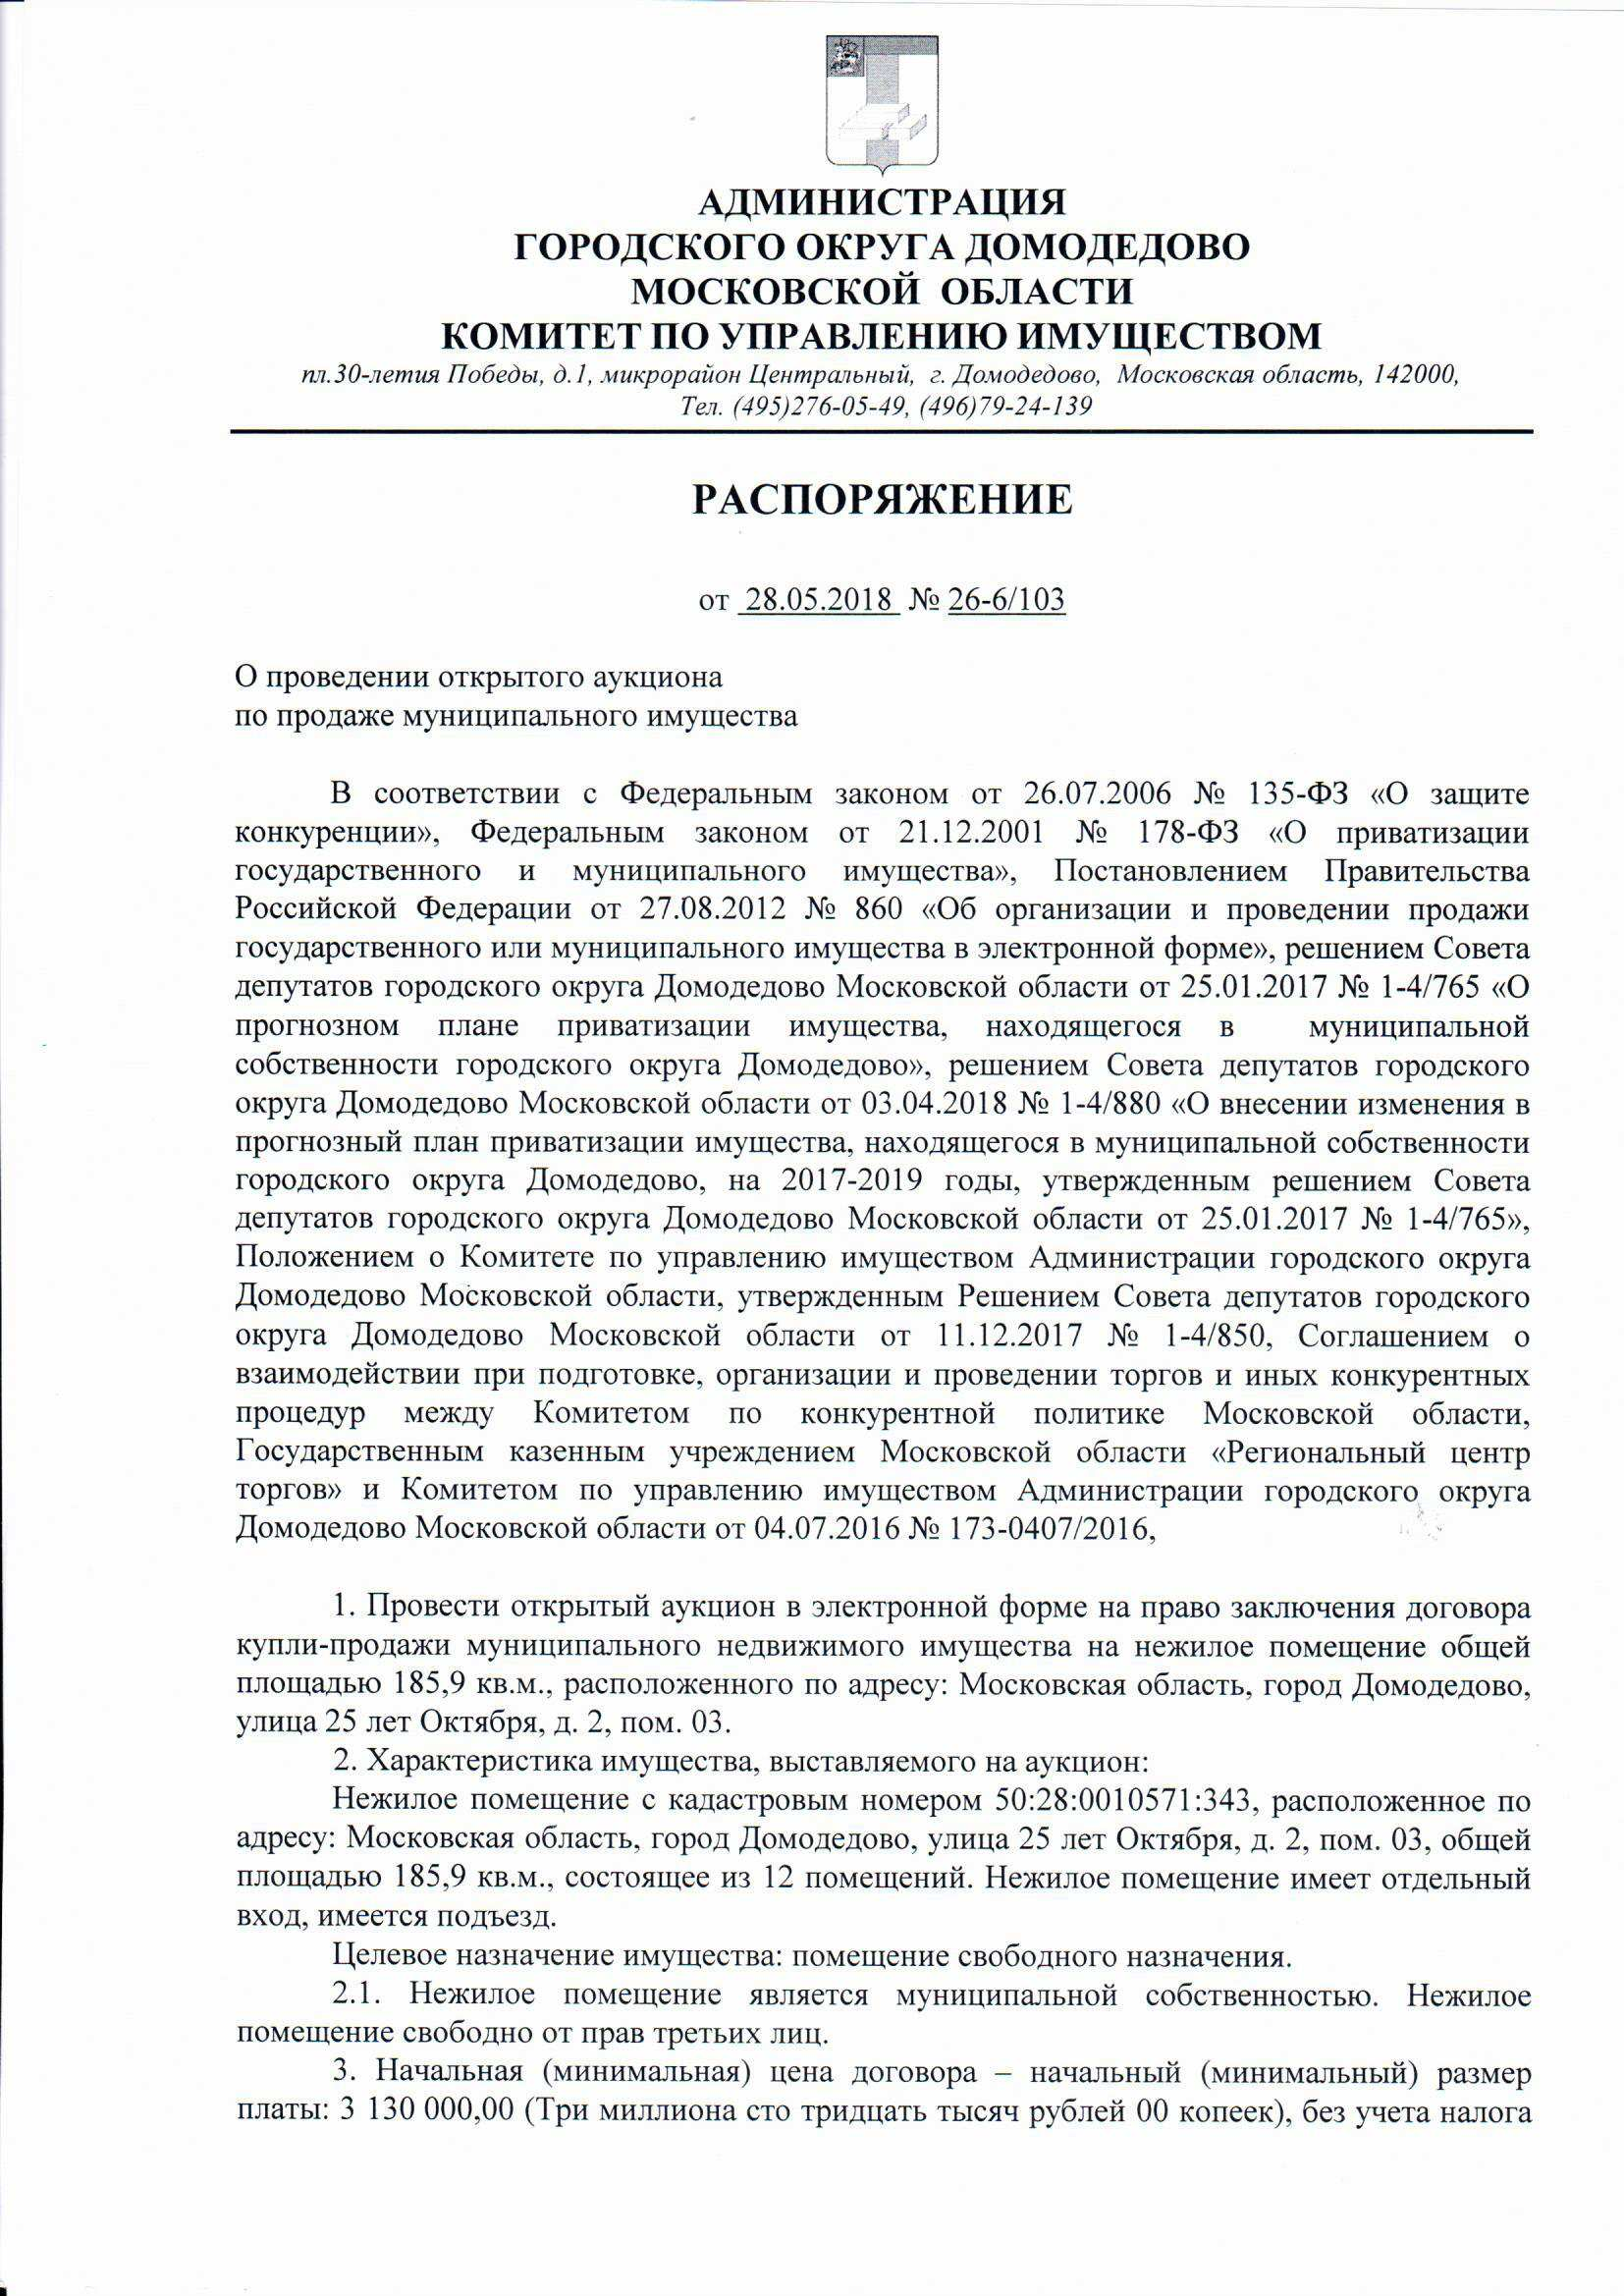 АДМИНИСТРАЦИЯ
ГОРОДСКОГО ОКРУГА ДОМОДЕДОВО
МОСКОВСКОЙ ОБЛАСТИ
КОМИТЕТ ПО УПРАВЛЕНИЮ ИМУЩЕСТВОМ
пл.30-летия Победы, д.1, микрорайон Центральный, г. Домодедово, Московская область, 142000,
Тел. (495)276-05-49, (496)79-24-139
РАСПОРЯЖЕНИЕ
от 28.05.2018 № 26-6/103
О проведении открытого аукциона
по продаже муниципального имущества
В соответствии с Федеральным законом от 26.07.2006 № 135-ФЗ «О защите
конкуренции», Федеральным законом от 21.12.2001 № 178-ФЗ «О приватизации
государственного и муниципального имущества», Постановлением Правительства
Российской Федерации от 27.08.2012 № 860 «Об организации и проведении продажи
государственного или муниципального имущества в электронной форме», решением Совета
депутатов городского округа Домодедово Московской области от 25.01.2017 № 1-4/765 «О
прогнозном плане приватизации имущества, находящегося в муниципальной
собственности городского округа Домодедово», решением Совета депутатов городского
округа Домодедово Московской области от 03.04.2018 № 1-4/880 «О внесении изменения в
прогнозный план приватизации имущества, находящегося в муниципальной собственности
городского округа Домодедово, на 2017-2019 годы, утвержденным решением Совета
депутатов городского округа Домодедово Московской области от 25.01.2017 № 1-4/765»,
Положением о Комитете по управлению имуществом Администрации городского округа
Домодедово Московской области, утвержденным Решением Совета депутатов городского
округа Домодедово Московской области от 11.12.2017 № 1-4/850, Соглашением о
взаимодействии при подготовке, организации и проведении торгов и иных конкурентных
процедур между Комитетом по конкурентной политике Московской области,
Государственным казенным учреждением Московской области «Региональный центр
торгов» и Комитетом по управлению имуществом Администрации городского округа
Домодедово Московской области от 04.07.2016 № 173-0407/2016,
1. Провести открытый аукцион в электронной форме на право заключения договора
купли-продажи муниципального недвижимого имущества на нежилое помещение общей
площадью 185,9 кв.м., расположенного по адресу: Московская область, город Домодедово,
улица 25 лет Октября, д. 2, пом. 03.
2. Характеристика имущества, выставляемого на аукцион:
Нежилое помещение с кадастровым номером 50:28:0010571:343, расположенное по
адресу: Московская область, город Домодедово, улица 25 лет Октября, д. 2, пом. 03, общей
площадью 185,9 кв.м., состоящее из 12 помещений. Нежилое помещение имеет отдельный
вход, имеется подъезд.
Целевое назначение имущества: помещение свободного назначения.
2.1. Нежилое помещение является муниципальной собственностью. Нежилое
помещение свободно от прав третьих лиц.
3. Начальная (минимальная) цена договора – начальный (минимальный) размер
платы: 3 130 000,00 (Три миллиона сто тридцать тысяч рублей 00 копеек), без учета налога